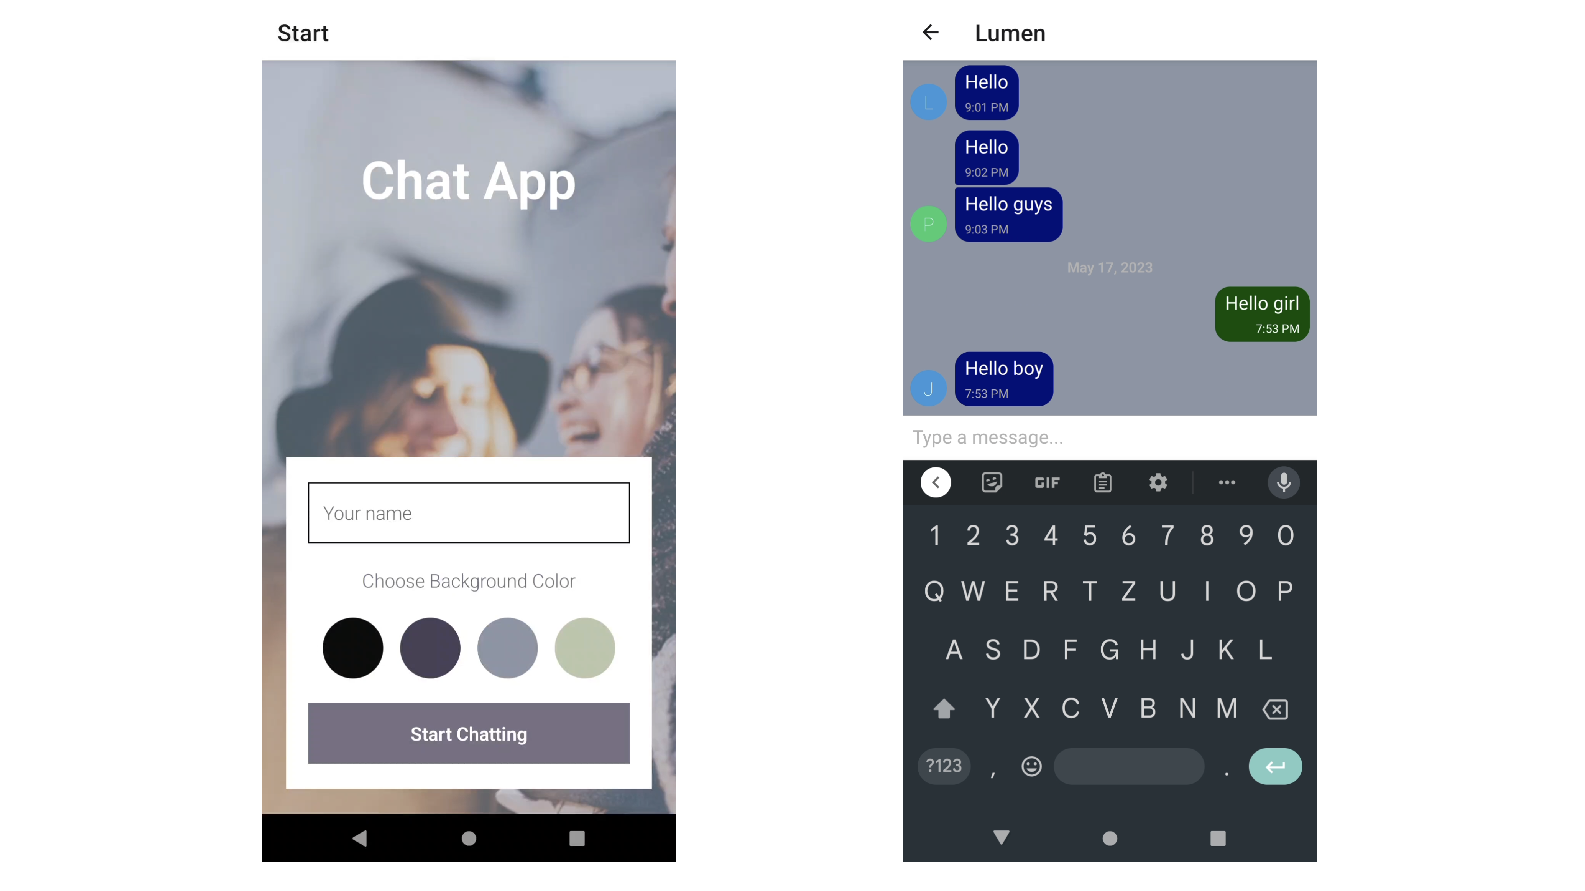 Start
Chat App
Your name
Choose Background Color
Start Chatting
Lumen
L
Hello
9:01 PM
Hello
9:02 PM
P
Hello guys
9:03 PM
May 17, 2023
Hello girl
7:53 PM
J
Hello boy
7:53 PM
Type a message...
GIF
1 2 3 4 5 6 7 8 9 0
Q W E R T Z U I O P
A S D F G H J K L
Y X C V B N M
?123 , .